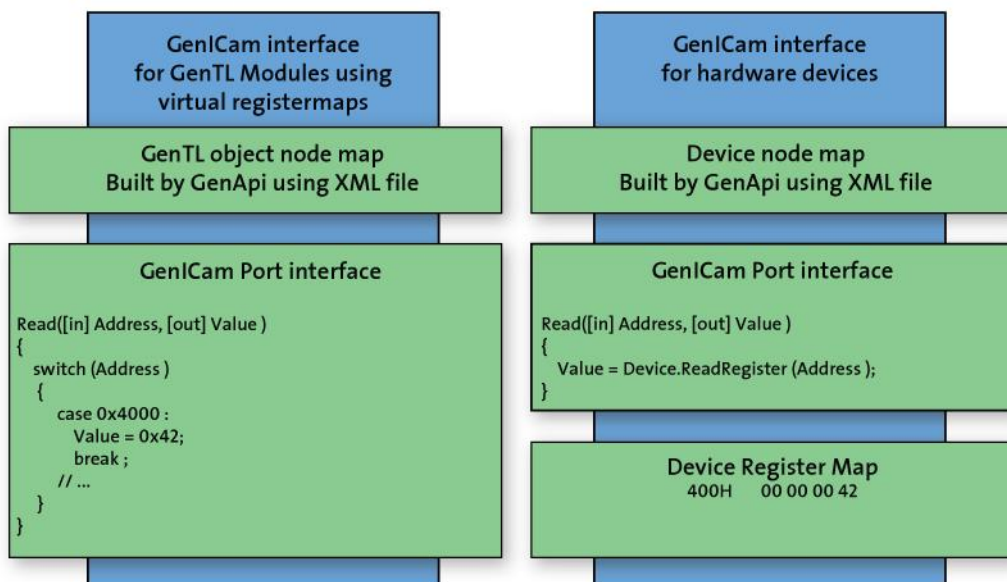 GenICam interface
for GenTL Modules using
virtual registermaps
GenTL object node map
Built by GenApi using XML file
GenICam Port interface
Read([in] Address, [out] Value )
{
switch (Address )
{
case 0x4000 :
Value = 0x42;
break ;
// ...
}
}
GenICam interface
for hardware devices
Device node map
Built by GenApi using XML file
GenICam Port interface
Read([in] Address, [out] Value )
{
Value = Device.ReadRegister (Address );
}
Device Register Map
400H 00 00 00 42